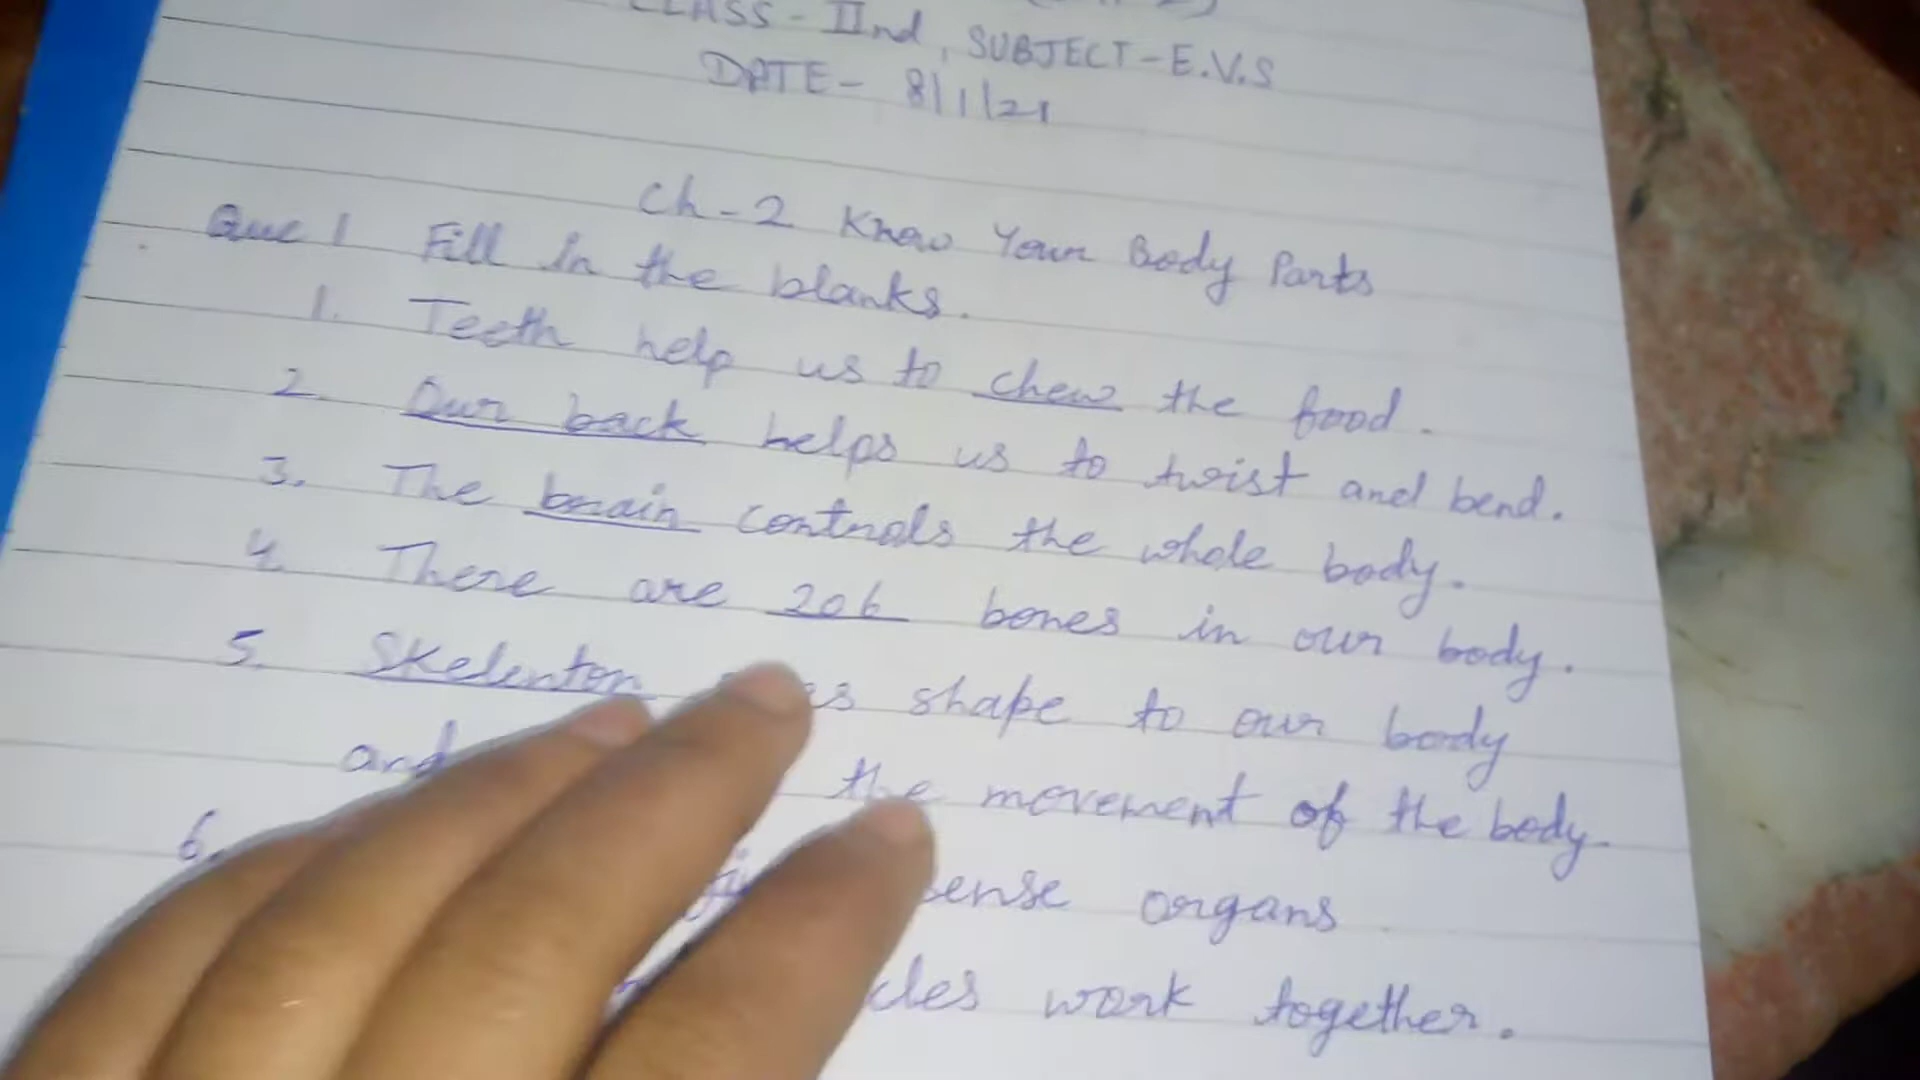 CLASS - IInd, SUBJECT - E.V.S
DATE - 8/1/21
Ch - 2 Know Your Body Parts
Que 1 Fill in the blanks.
1. Teeth help us to chew the food.
2. Our back helps us to twist and bend.
3. The brain controls the whole body.
4. There are 206 bones in our body.
5. Skelenton shape to our body
and the movement of the body.
6. sense organs
work together.